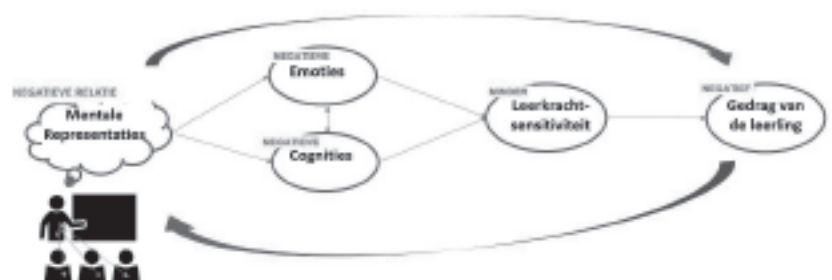 NEGATIEVE RELATIE
Mentale
Representaties
NEGATIEVE
Emoties
NEGATIEVE
Cognities
MINDER
Leerkracht-
sensitiviteit
NEGATIEF
Gedrag van
de leerling